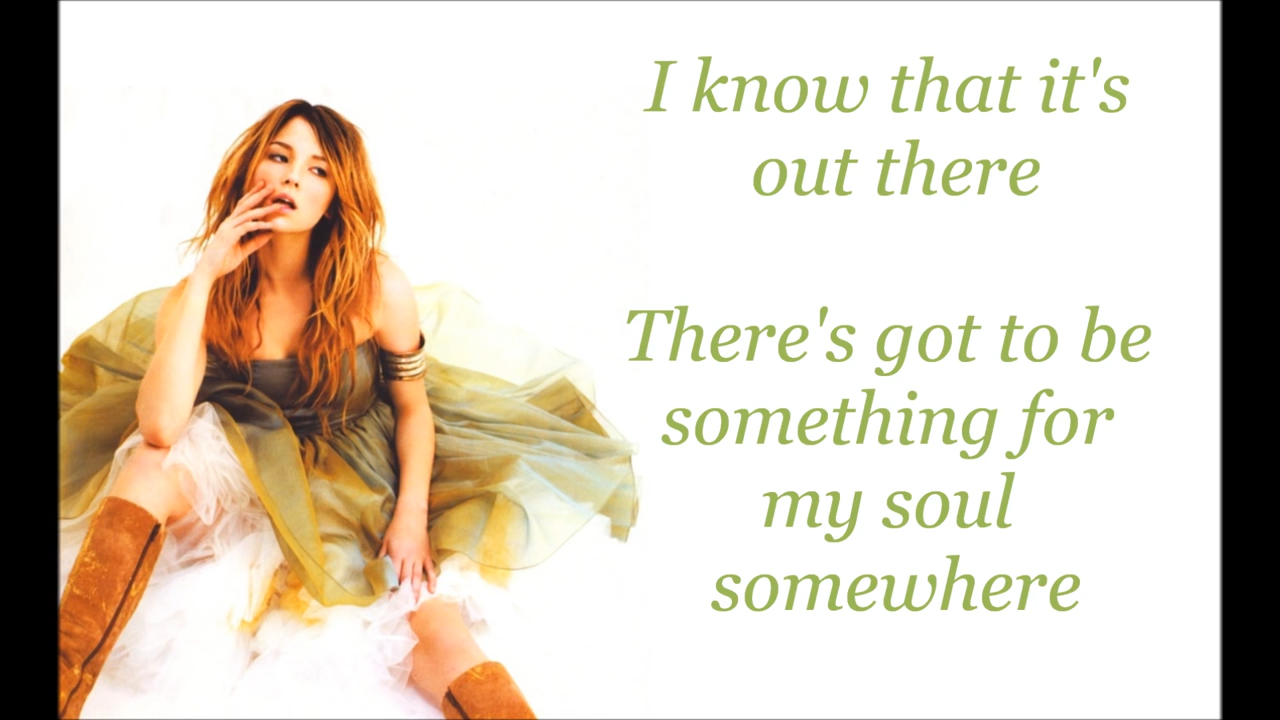 I know that it's
out there
There's got to be
something for
my soul
somewhere